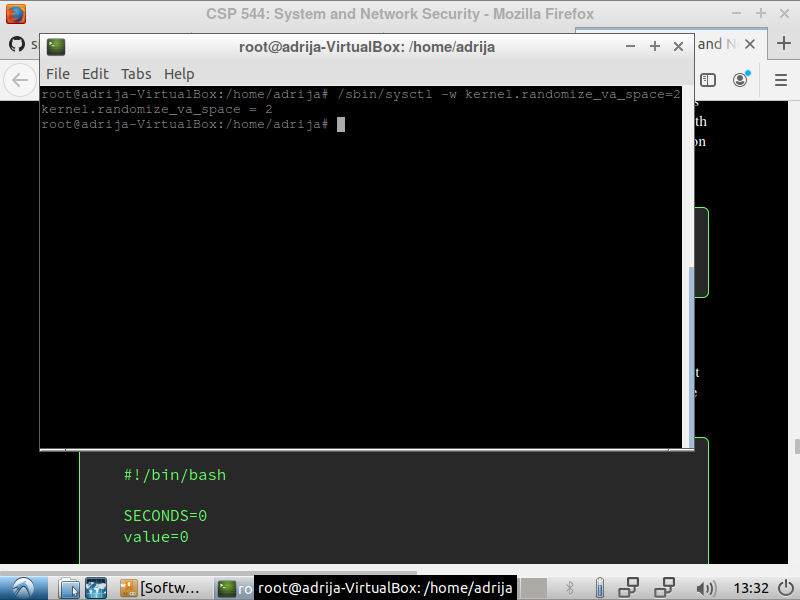 CSP 544: System and Network Security - Mozilla Firefox
and N
root@adrija-VirtualBox: /home/adrija
File Edit Tabs Help
root@adrija-VirtualBox:/home/adrija# /sbin/sysctl -w kernel.randomize_va_space=2
kernel.randomize_va_space = 2
root@adrija-VirtualBox:/home/adrija#
th
on
#!/bin/bash
SECONDS=0
value=0
[Softw...
ro
root@adrija-VirtualBox: /home/adrija
13:32